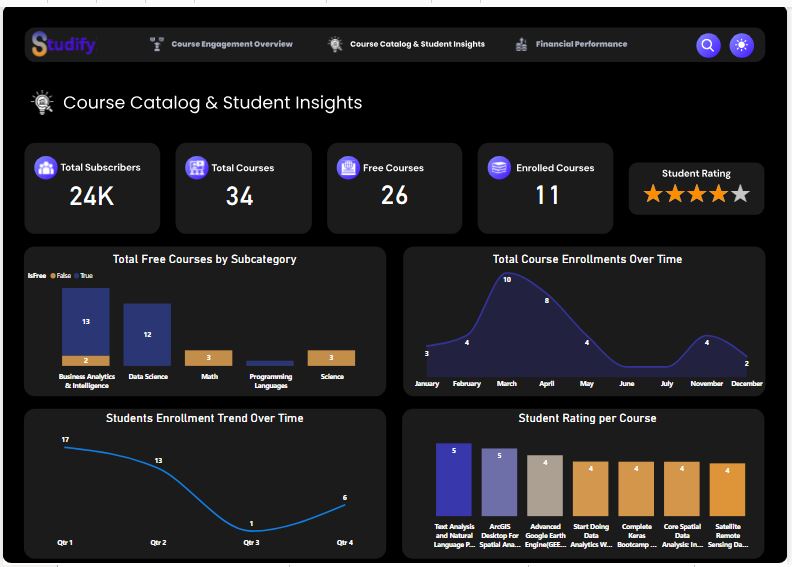 Studify
Course Engagement Overview
Course Catalog & Student Insights
Financial Performance
Course Catalog & Student Insights
Total Subscribers
24K
Total Courses
34
Free Courses
26
Enrolled Courses
11
Student Rating
Total Free Courses by Subcategory
IsFree False True
13
2
12
3
3
Business Analytics
& Intelligence
Data Science
Math
Programming
Languages
Science
Total Course Enrollments Over Time
10
8
3
4
4
4
2
January February March April May June July November December
Students Enrollment Trend Over Time
17
13
1
6
Qtr 1 Qtr 2 Qtr 3 Qtr 4
Student Rating per Course
5
5
4
4
4
4
4
Text Analysis
and Natural
Language P...
ArcGIS
Desktop For
Spatial Ana...
Advanced
Google Earth
Engine(GEE...
Start Doing
Data
Analytics W...
Complete
Keras
Bootcamp ...
Core Spatial
Data
Analysis: In...
Satellite
Remote
Sensing Da...